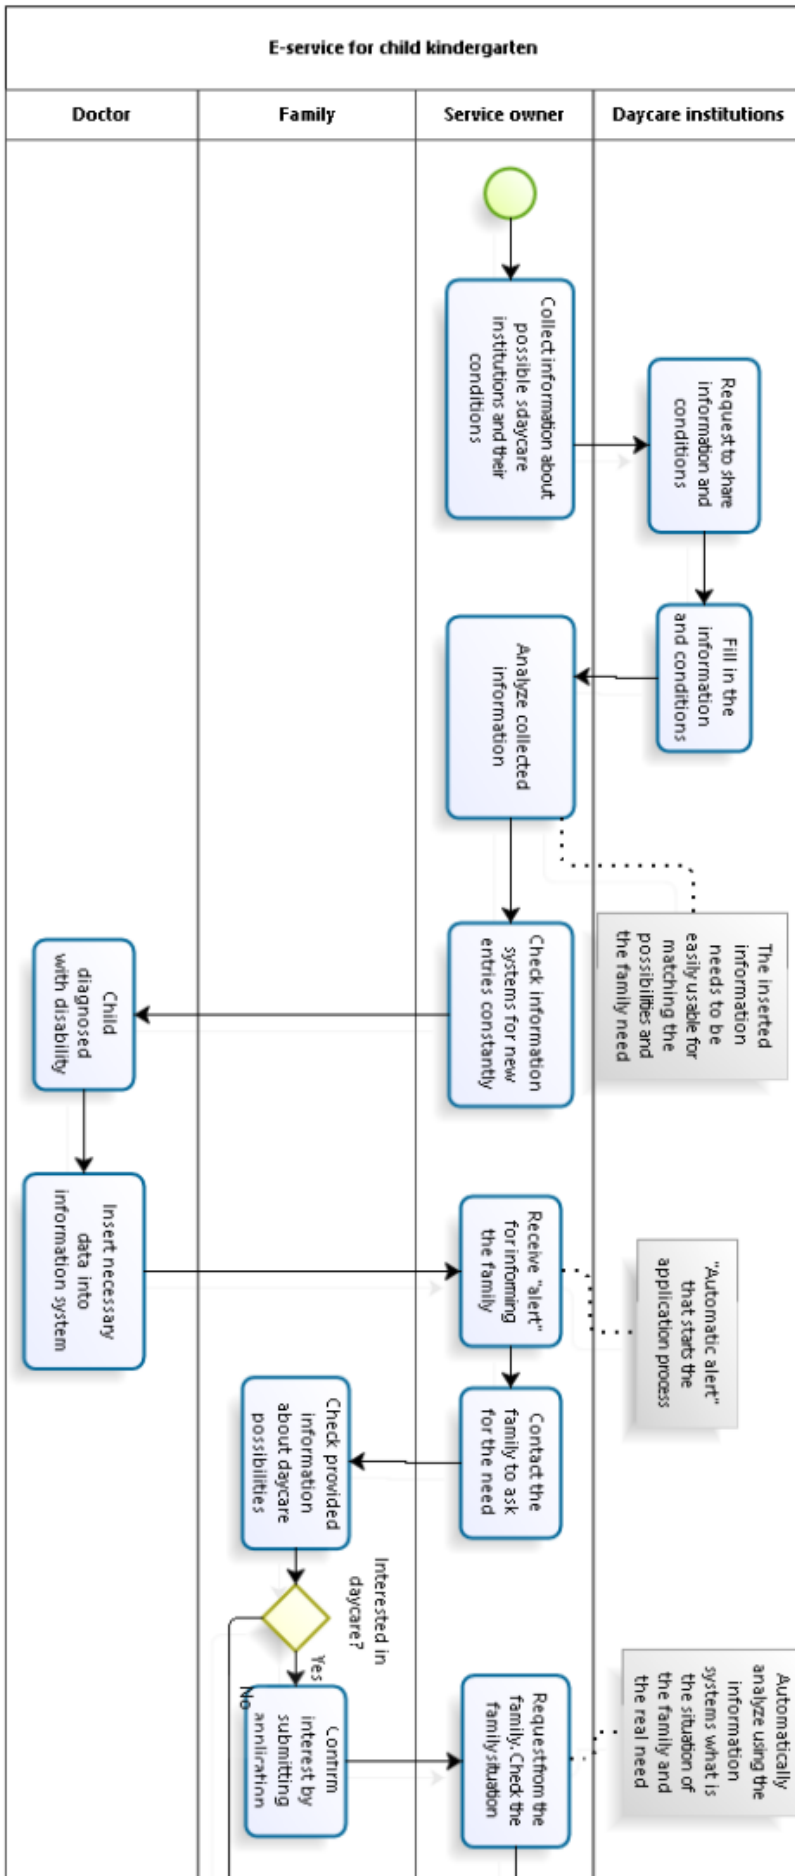 E-service for child kindergarten
Doctor
Family
Service owner
Daycare institutions
Collect information about
possible sdaycare
institutions and their
conditions
Request to share
information and
conditions
Fill in the
information
and conditions
Analyze collected
information
The inserted
information
needs to be
easily usable for
matching the
possibilities and
the family need
Check information
systems for new
entries constantly
Child
diagnosed
with disability
Insert necessary
data into
information system
Receive "alert"
for informing
the family
"Automatic alert"
that starts the
application process
Contact the
family to ask
for the need
Check provided
information
about daycare
possibilities
Interested in
daycare?
Yes
No
Confirm
interest by
submitting
application
Request from the
family. Check the
family situation
Automatically
analyze using the
information
systems what is
the situation of
the family and
the real need